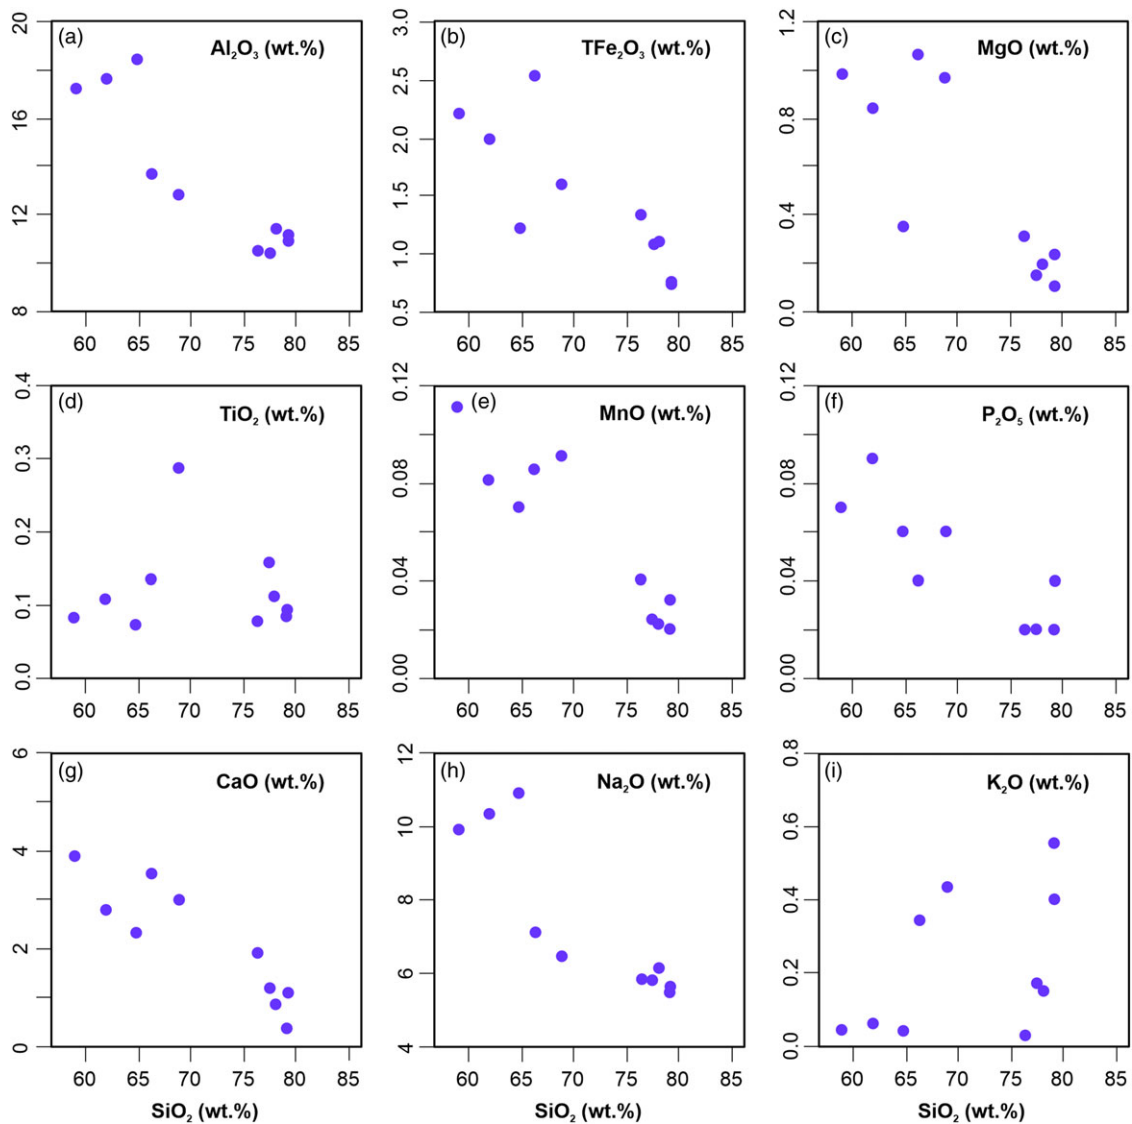 (a) Al₂O₃ (wt.%)
20
16
12
8
60 65 70 75 80 85
(b) TFe₂O₃ (wt.%)
3.0
2.5
2.0
1.5
1.0
0.5
60 65 70 75 80 85
(c) MgO (wt.%)
1.2
0.8
0.4
0.0
60 65 70 75 80 85
(d) TiO₂ (wt.%)
0.4
0.3
0.2
0.1
0.0
60 65 70 75 80 85
(e) MnO (wt.%)
0.12
0.08
0.04
0.00
60 65 70 75 80 85
(f) P₂O₅ (wt.%)
0.12
0.08
0.04
0.00
60 65 70 75 80 85
(g) CaO (wt.%)
6
4
2
0
60 65 70 75 80 85
SiO₂ (wt.%)
(h) Na₂O (wt.%)
12
10
8
6
4
60 65 70 75 80 85
SiO₂ (wt.%)
(i) K₂O (wt.%)
0.8
0.6
0.4
0.2
0.0
60 65 70 75 80 85
SiO₂ (wt.%)